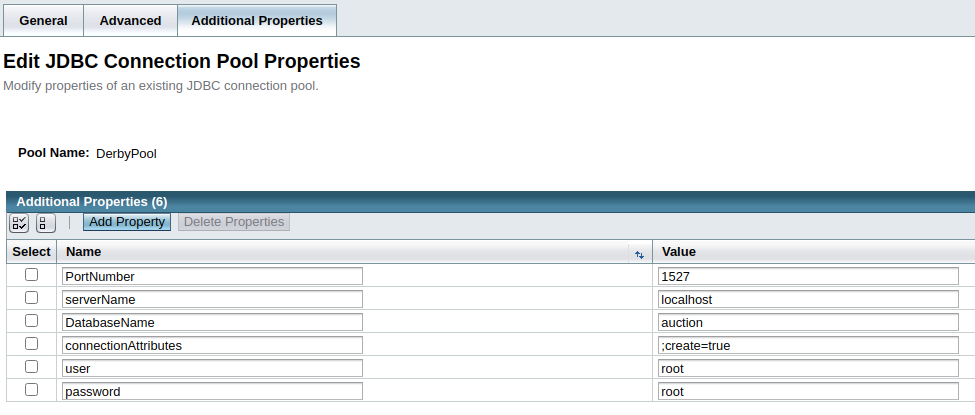 General Advanced Additional Properties
Edit JDBC Connection Pool Properties
Modify properties of an existing JDBC connection pool.
Pool Name: DerbyPool
Additional Properties (6)
Add Property Delete Properties
Select Name Value
PortNumber 1527
serverName localhost
DatabaseName auction
connectionAttributes ;create=true
user root
password root